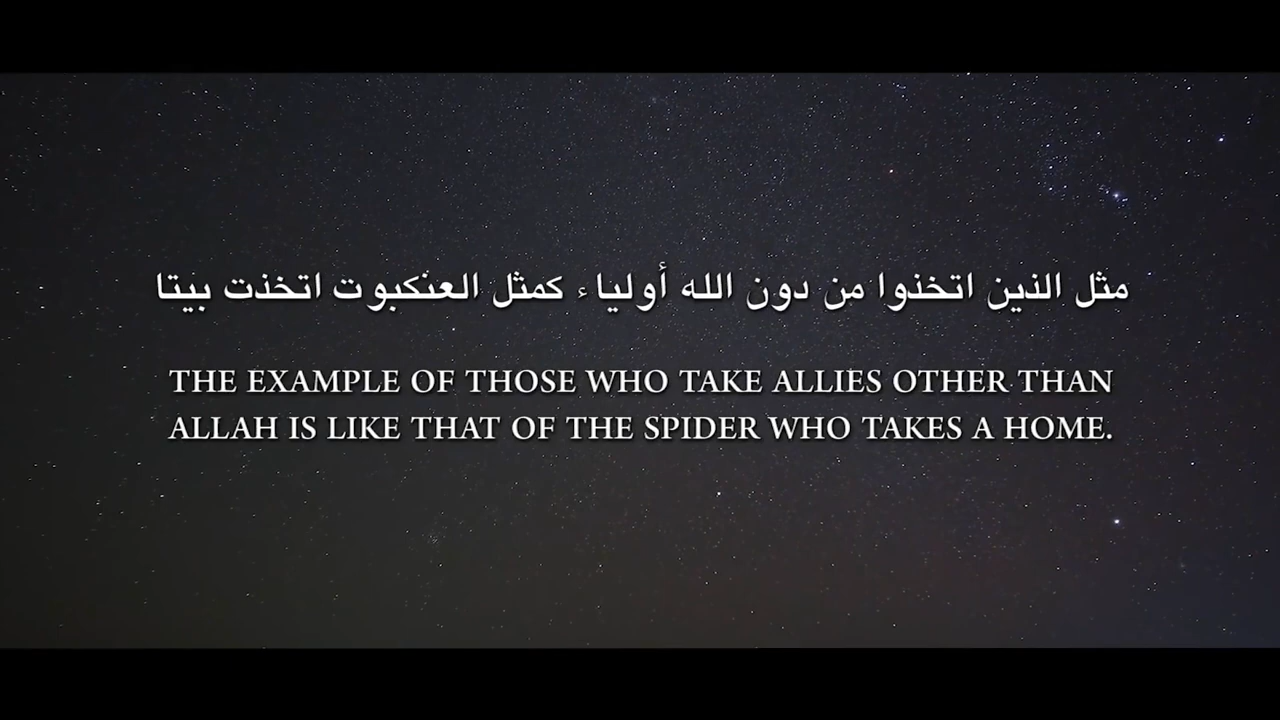 مثل الذين اتخذوا من دون الله أولياء كمثل العنكبوت اتخذت بيتا
THE EXAMPLE OF THOSE WHO TAKE ALLIES OTHER THAN
ALLAH IS LIKE THAT OF THE SPIDER WHO TAKES A HOME.